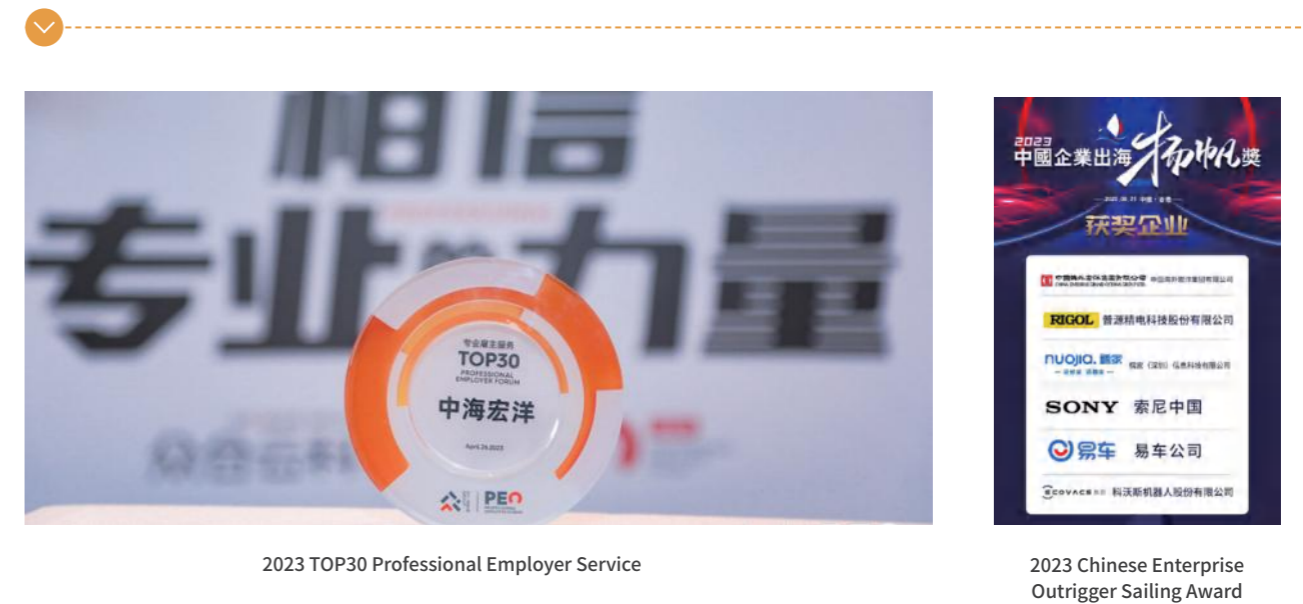 相信
专业的力量
专业雇主服务
TOP30
PROFESSIONAL
EMPLOYER FORUM
中海宏洋
April.26.2023
PEO
2023 TOP30 Professional Employer Service
2023
中國企業出海揚帆獎
获奖企业
RIGOL 普源精电科技股份有限公司
nuojia.
SONY 索尼中国
易车 易车公司
ECOVACS 科沃斯机器人股份有限公司
2023 Chinese Enterprise
Outrigger Sailing Award